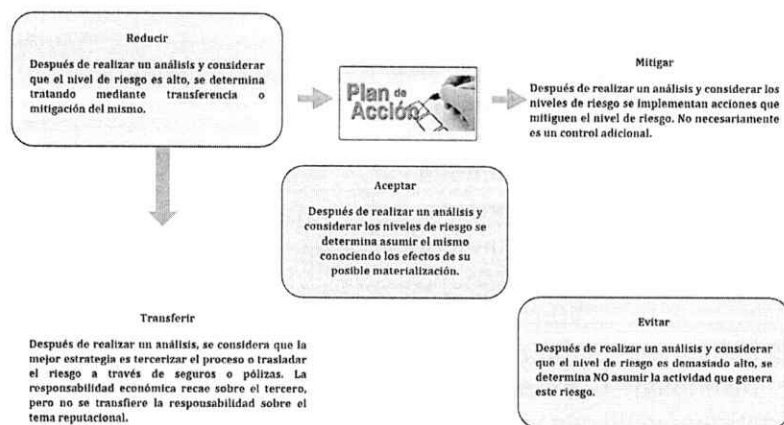 Reducir
Después de realizar un análisis y considerar
que el nivel de riesgo es alto, se determina
tratando mediante transferencia o
mitigación del mismo.
Plan de
Acción
Mitigar
Después de realizar un análisis y considerar los
niveles de riesgo se implementan acciones que
mitiguen el nivel de riesgo. No necesariamente
es un control adicional.
Aceptar
Después de realizar un análisis y
considerar los niveles de riesgo se
determina asumir el mismo
conociendo los efectos de su
posible materialización.
Transferir
Después de realizar un análisis, se considera que la
mejor estrategia es tercerizar el proceso o trasladar
el riesgo a través de seguros o pólizas. La
responsabilidad económica recae sobre el tercero,
pero no se transfiere la responsabilidad sobre el
tema reputacional.
Evitar
Después de realizar un análisis y considerar
que el nivel de riesgo es demasiado alto, se
determina NO asumir la actividad que genera
este riesgo.